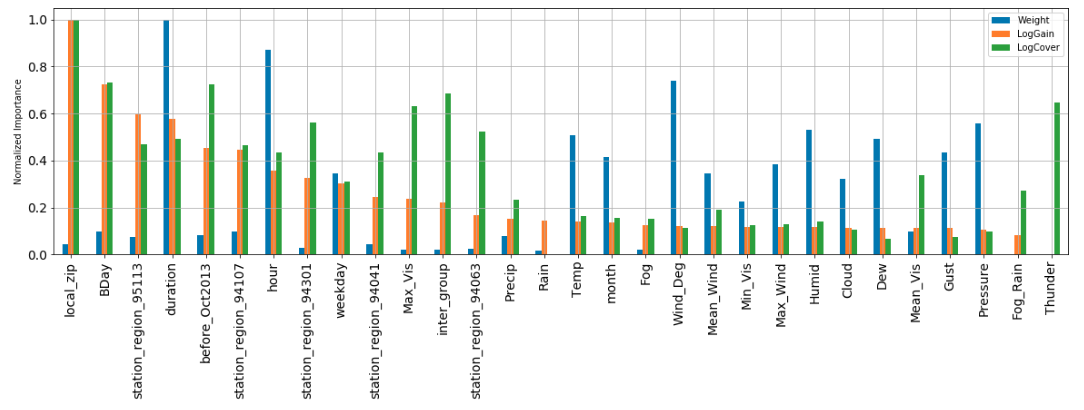 Normalized Importance
1.0
0.8
0.6
0.4
0.2
0.0
Weight
LogGain
LogCover
local_zip
BDay
station_region_95113
duration
before_Oct2013
station_region_94107
hour
station_region_94301
weekday
station_region_94041
Max_Vis
inter_group
station_region_94063
Precip
Rain
Temp
month
Fog
Wind_Deg
Mean_Wind
Min_Vis
Max_Wind
Humid
Cloud
Dew
Mean_Vis
Gust
Pressure
Fog_Rain
Thunder